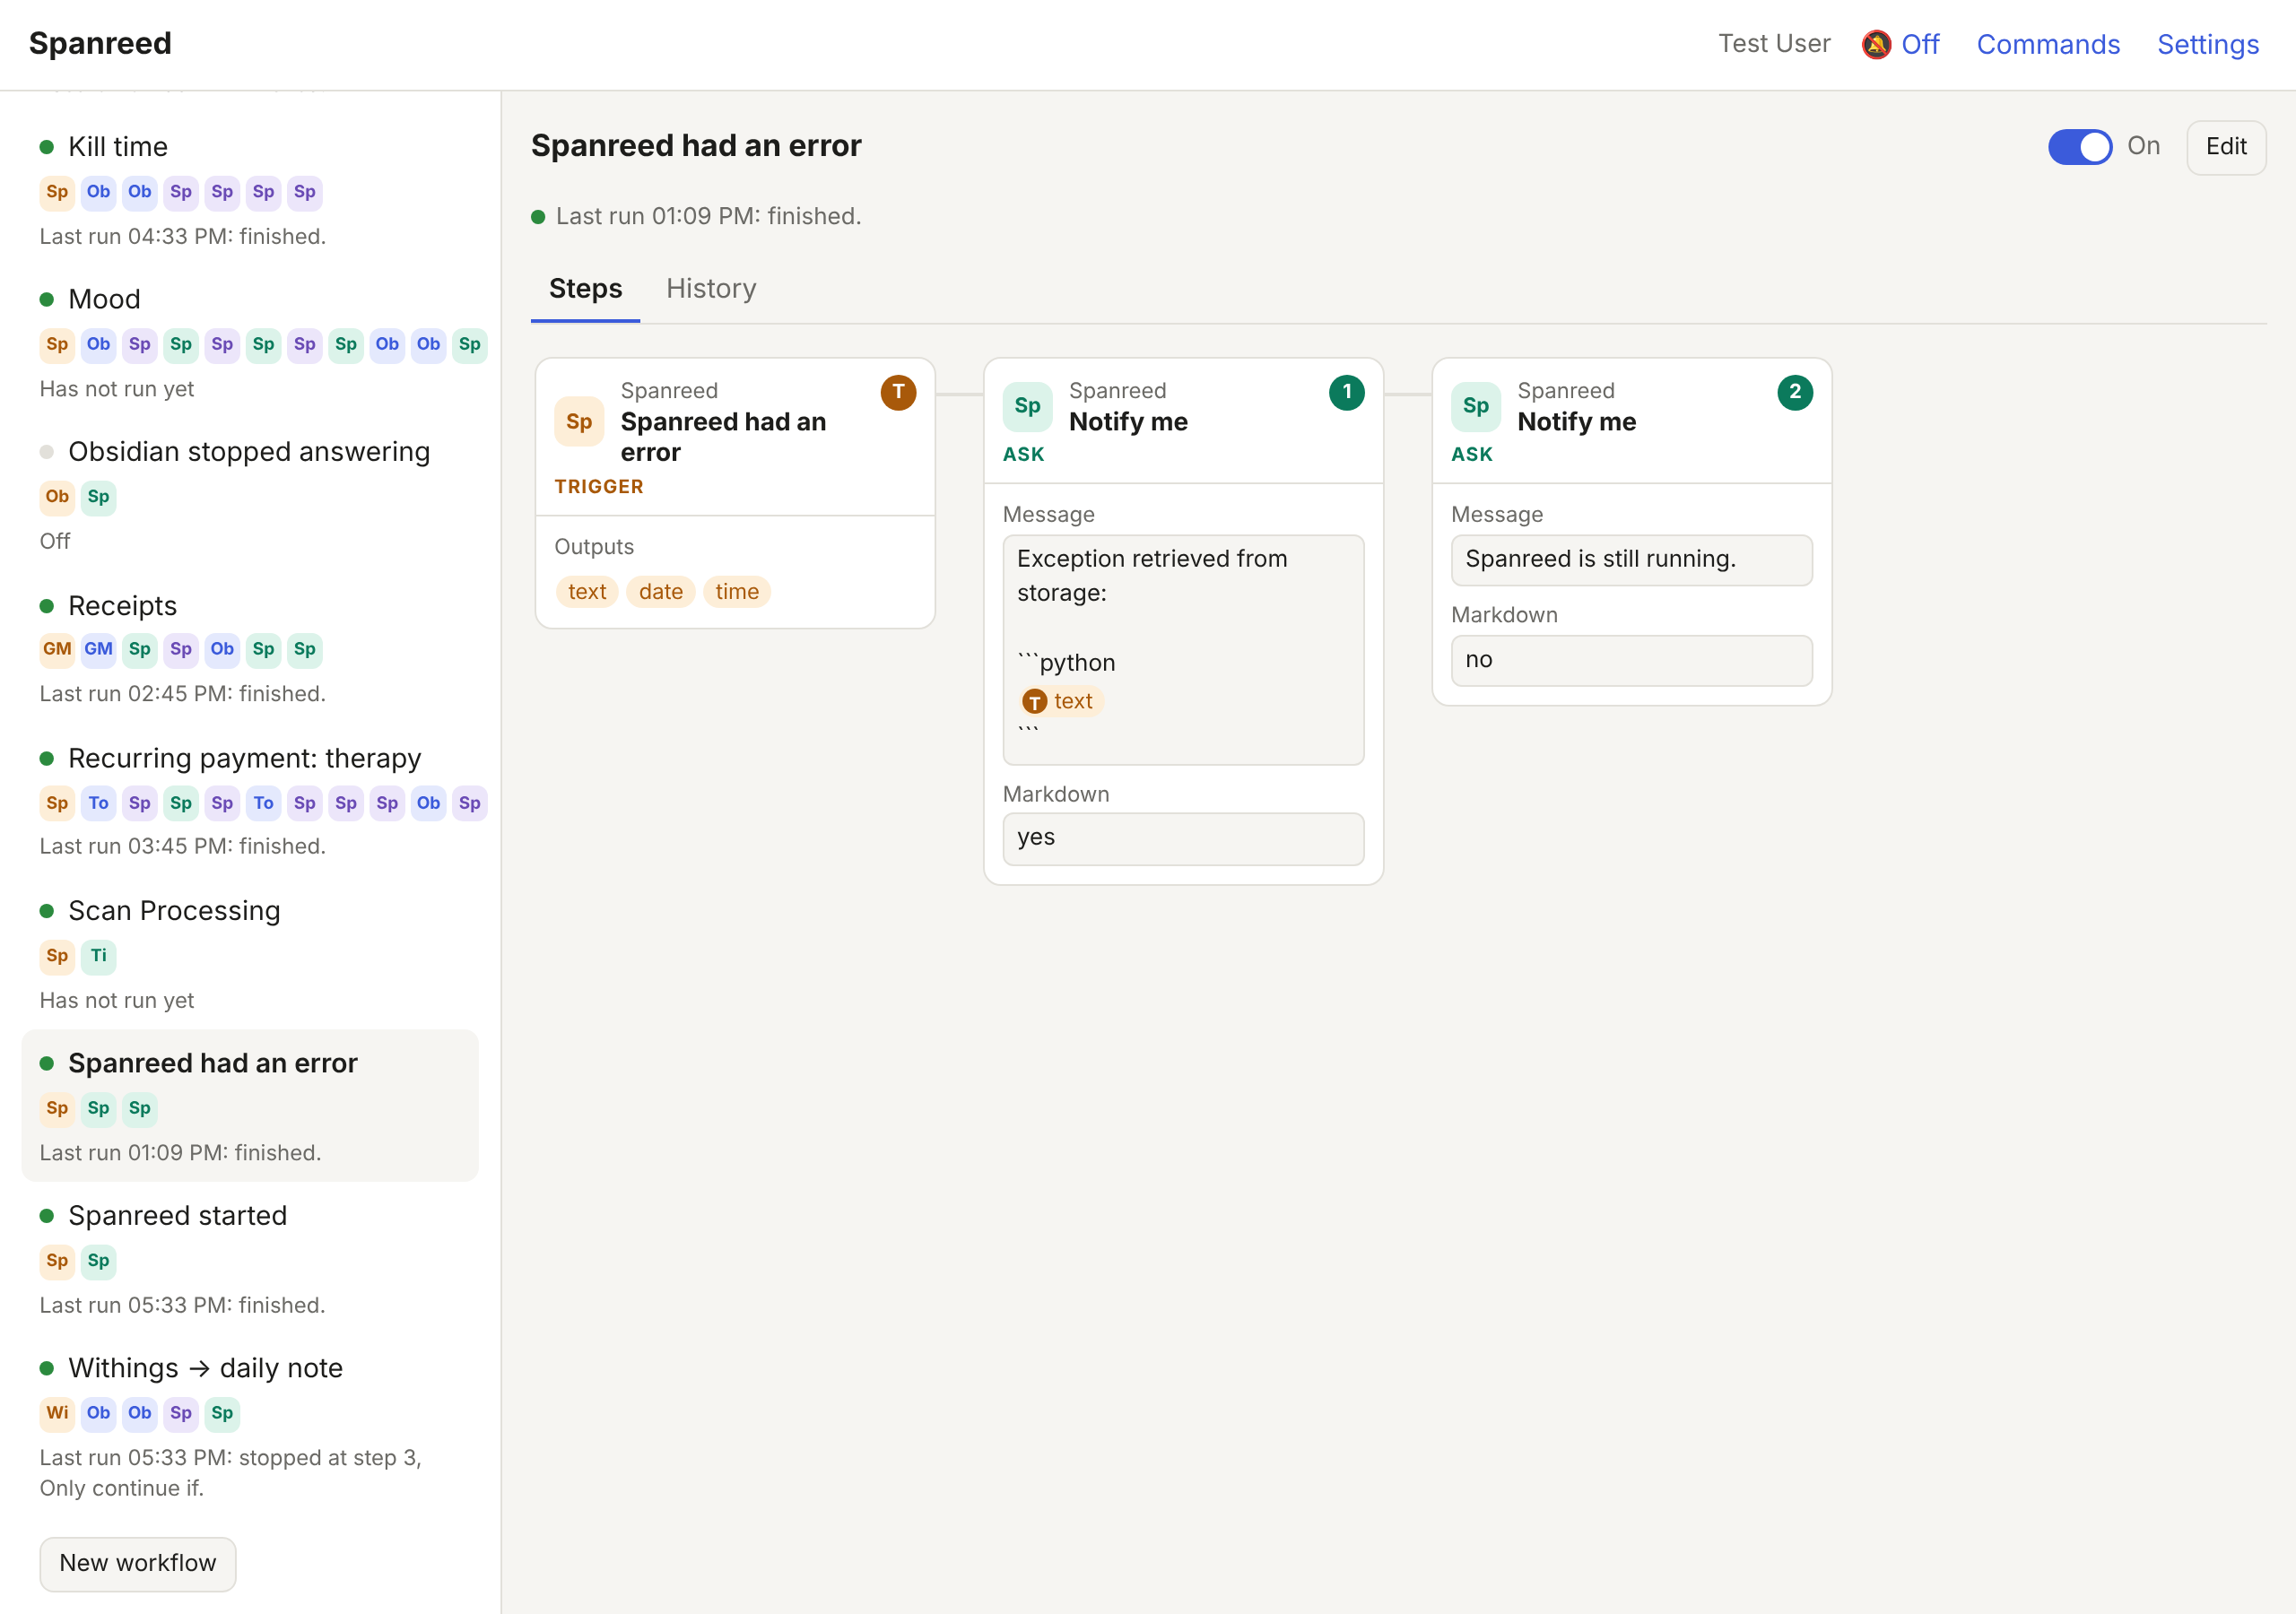 Spanreed
Test User
Off
Commands
Settings
Kill time
Sp Ob Ob Sp Sp Sp Sp
Last run 04:33 PM: finished.
Mood
Sp Ob Sp Sp Sp Sp Sp Sp Ob Ob Sp
Has not run yet
Obsidian stopped answering
Ob Sp
Off
Receipts
GM GM Sp Sp Ob Sp Sp
Last run 02:45 PM: finished.
Recurring payment: therapy
Sp To Sp Sp Sp To Sp Sp Sp Ob Sp
Last run 03:45 PM: finished.
Scan Processing
Sp Ti
Has not run yet
Spanreed had an error
Sp Sp Sp
Last run 01:09 PM: finished.
Spanreed started
Sp Sp
Last run 05:33 PM: finished.
Withings → daily note
Wi Ob Ob Sp Sp
Last run 05:33 PM: stopped at step 3,
Only continue if.
New workflow
Spanreed had an error
On
Edit
Last run 01:09 PM: finished.
Steps
History
Sp
Spanreed
Spanreed had an
error
T
TRIGGER
Outputs
text date time
Sp
Spanreed
Notify me
1
ASK
Message
Exception retrieved from
storage:
```python
T text
```
Markdown
yes
Sp
Spanreed
Notify me
2
ASK
Message
Spanreed is still running.
Markdown
no